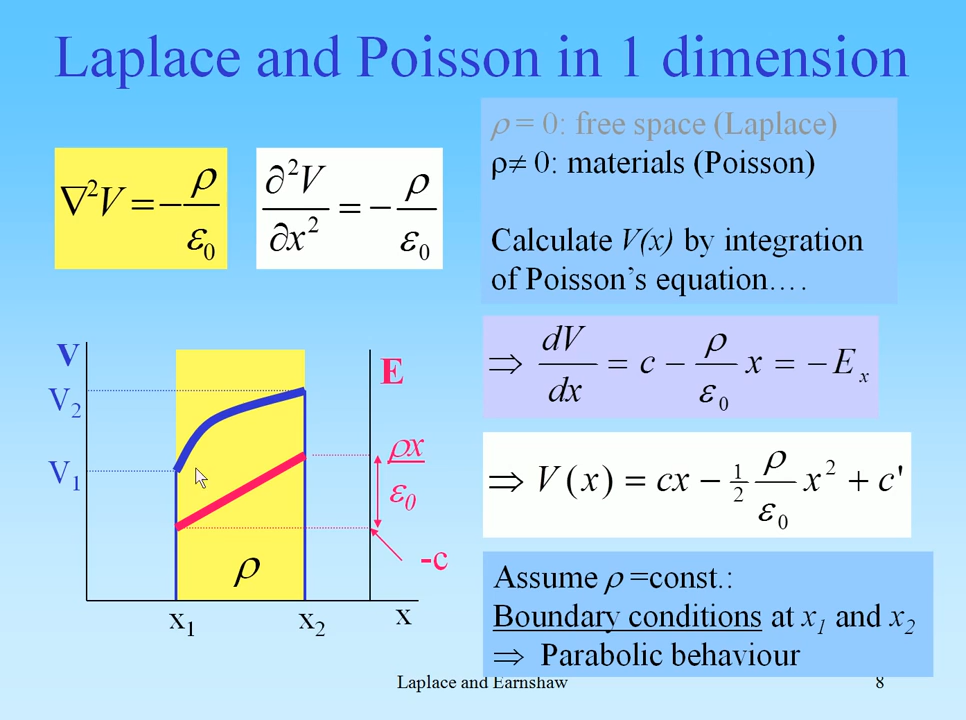 Laplace and Poisson in 1 dimension
ρ = 0: free space (Laplace)
ρ≠ 0: materials (Poisson)
Calculate V(x) by integration
of Poisson's equation….
∇²V = −ρ/ε₀
∂²V/∂x² = −ρ/ε₀
⇒ dV/dx = c − ρ/ε₀ x = −Eₓ
⇒ V(x) = cx − ½ ρ/ε₀ x² + c'
Assume ρ =const.:
Boundary conditions at x₁ and x₂
⇒ Parabolic behaviour
V
V₂
V₁
E
ρx/ε₀
-c
ρ
x₁
x₂
x
Laplace and Earnshaw
8